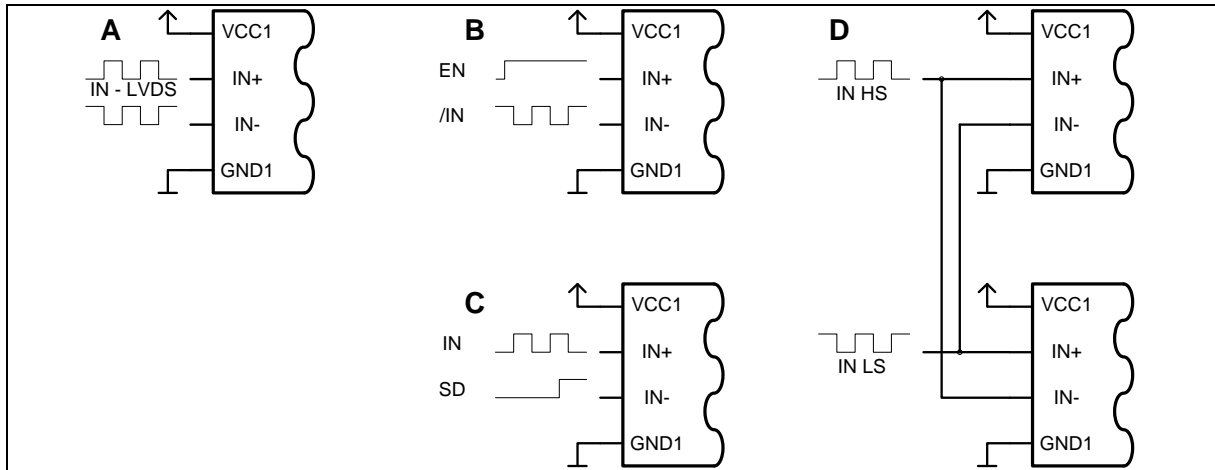 A
VCC1
IN+
IN - LVDS
IN-
GND1
B
VCC1
EN
IN+
/IN
IN-
GND1
C
VCC1
IN
IN+
SD
IN-
GND1
D
VCC1
IN+
IN HS
IN-
GND1
VCC1
IN+
IN LS
IN-
GND1